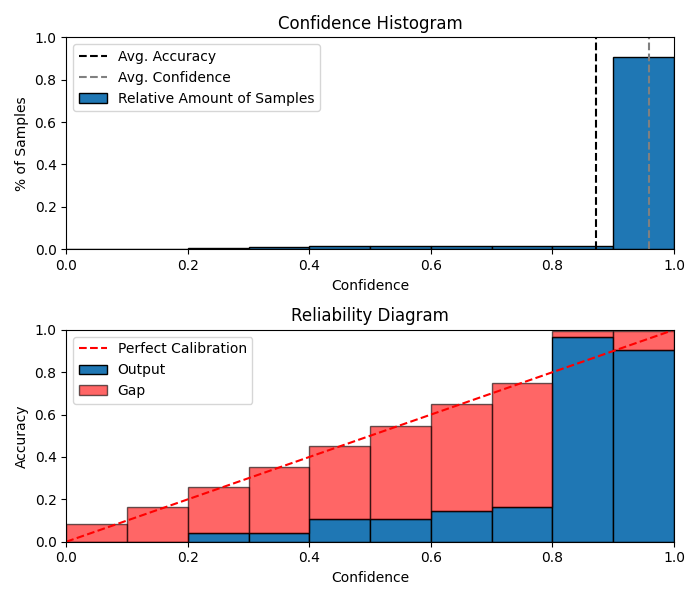 Confidence Histogram
1.0
0.8
0.6
0.4
0.2
0.0
% of Samples
Avg. Accuracy
Avg. Confidence
Relative Amount of Samples
0.0 0.2 0.4 0.6 0.8 1.0
Confidence
Reliability Diagram
1.0
0.8
0.6
0.4
0.2
0.0
Accuracy
Perfect Calibration
Output
Gap
0.0 0.2 0.4 0.6 0.8 1.0
Confidence